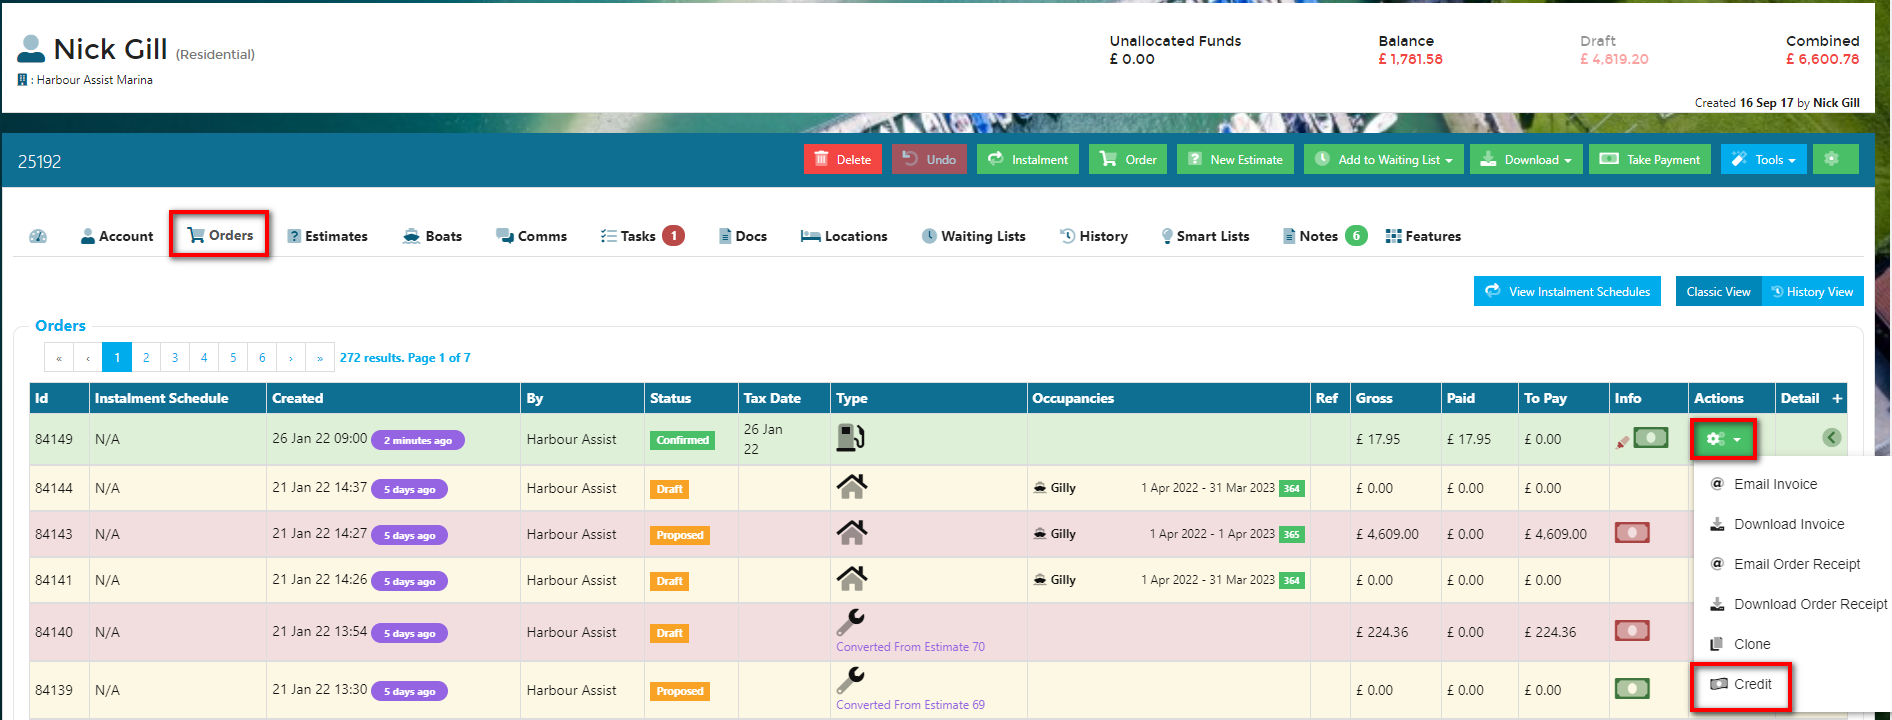 Nick Gill (Residential)
: Harbour Assist Marina
Unallocated Funds Balance Draft Combined
£ 0.00 £ 1,781.58 £ 4,819.20 £ 6,600.78
Created 16 Sep 17 by Nick Gill
25192 Delete Undo Instalment Order New Estimate Add to Waiting List Download Take Payment Tools
Account Orders Estimates Boats Comms Tasks 1 Docs Locations Waiting Lists History Smart Lists Notes 6 Features
View Instalment Schedules Classic View History View
Orders
« ‹ 1 2 3 4 5 6 › » 272 results. Page 1 of 7
Id Instalment Schedule Created By Status Tax Date Type Occupancies Ref Gross Paid To Pay Info Actions Detail +
84149 N/A 26 Jan 22 09:00 2 minutes ago Harbour Assist Confirmed 26 Jan 22 £ 17.95 £ 17.95 £ 0.00
84144 N/A 21 Jan 22 14:37 5 days ago Harbour Assist Draft Gilly 1 Apr 2022 - 31 Mar 2023 364 £ 0.00 £ 0.00 £ 0.00
84143 N/A 21 Jan 22 14:27 5 days ago Harbour Assist Proposed Gilly 1 Apr 2022 - 1 Apr 2023 365 £ 4,609.00 £ 0.00 £ 4,609.00
84141 N/A 21 Jan 22 14:26 5 days ago Harbour Assist Draft Gilly 1 Apr 2022 - 31 Mar 2023 364 £ 0.00 £ 0.00 £ 0.00
84140 N/A 21 Jan 22 13:54 5 days ago Harbour Assist Draft Converted From Estimate 70 £ 224.36 £ 0.00 £ 224.36
84139 N/A 21 Jan 22 13:30 5 days ago Harbour Assist Proposed Converted From Estimate 69 £ 0.00 £ 0.00 £ 0.00
@ Email Invoice
Download Invoice
@ Email Order Receipt
Download Order Receipt
Clone
Credit